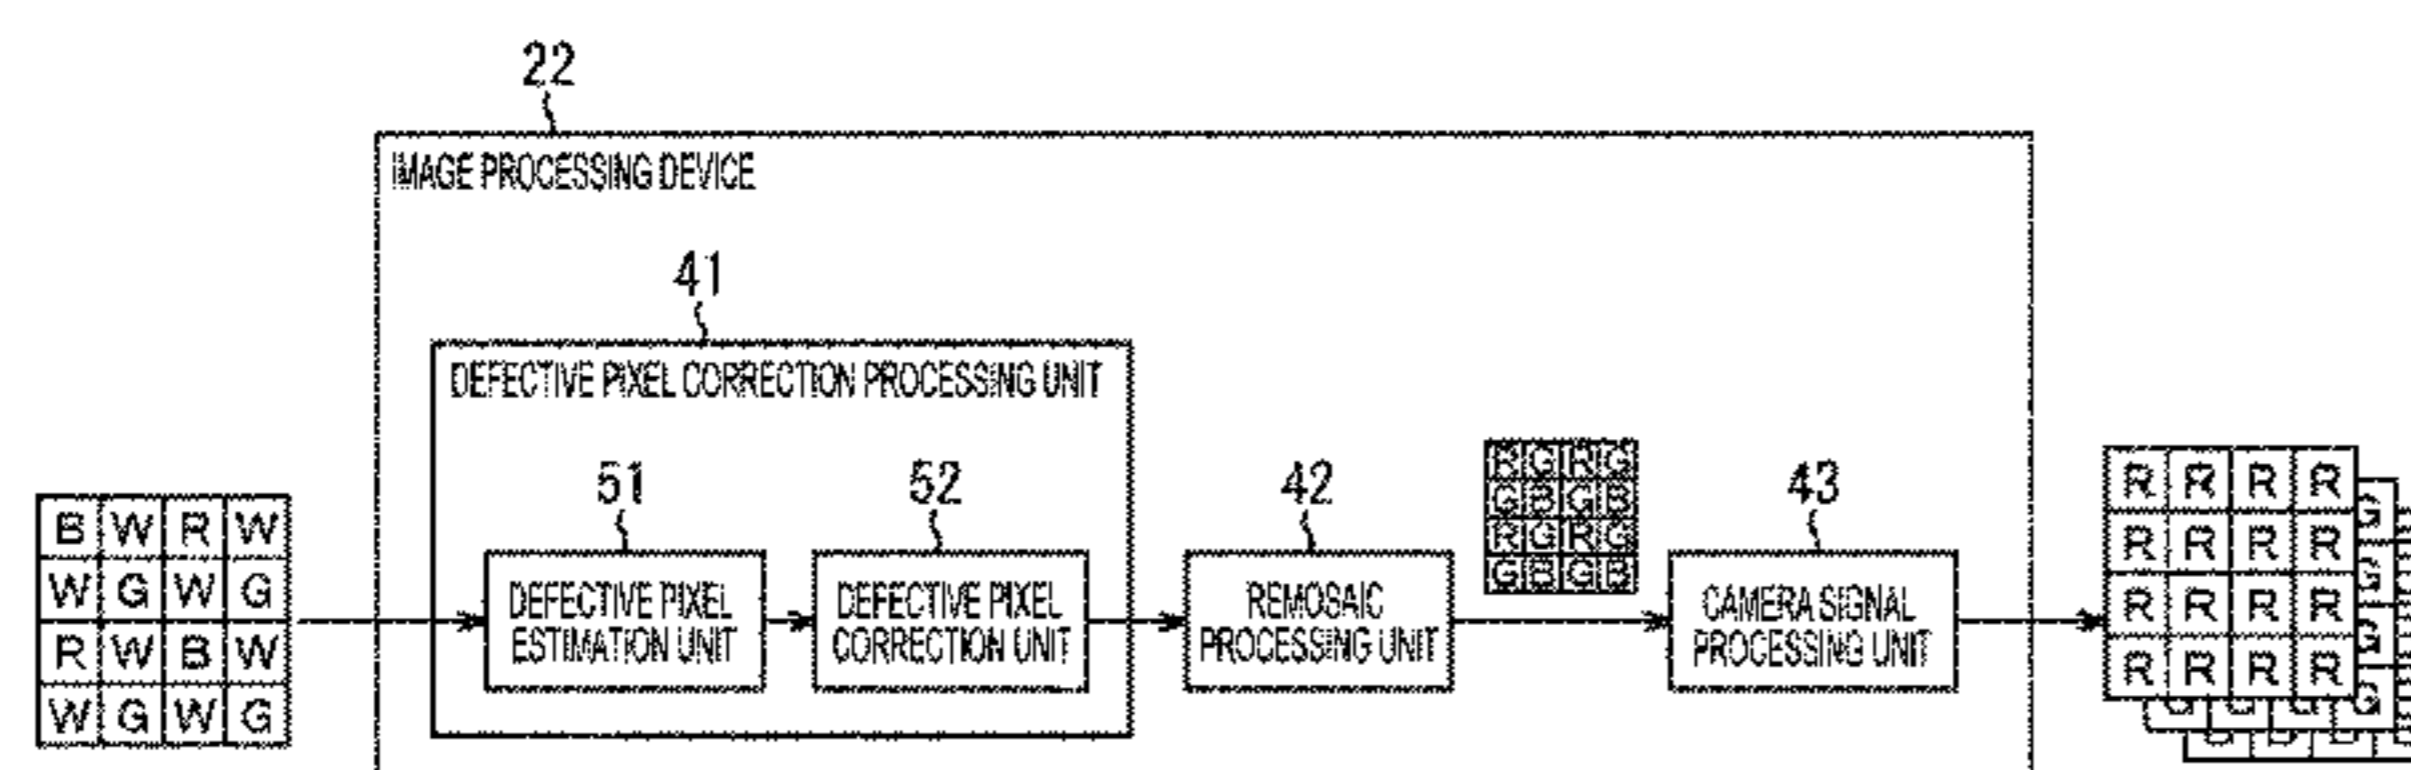 22
IMAGE PROCESSING DEVICE
41
DEFECTIVE PIXEL CORRECTION PROCESSING UNIT
51
52
42
43
B W R W
W G W G
R W B W
W G W G
DEFECTIVE PIXEL
ESTIMATION UNIT
DEFECTIVE PIXEL
CORRECTION UNIT
REMOSAIC
PROCESSING UNIT
R G R G
G B G B
R G R G
G B G B
CAMERA SIGNAL
PROCESSING UNIT
R R R R
R R R R
R R R R
R R R R
G
G
G
G